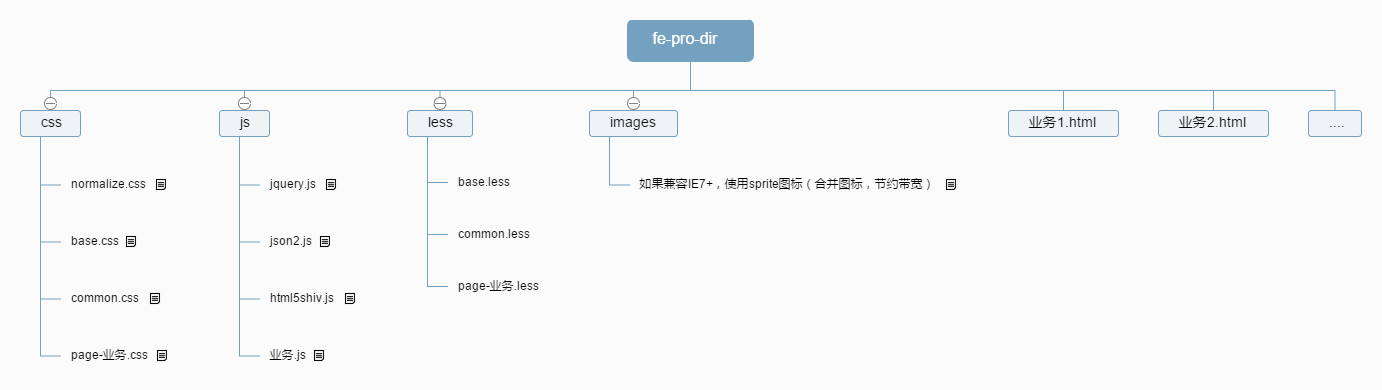 fe-pro-dir
css
js
less
images
业务1.html
业务2.html
....
normalize.css
base.css
common.css
page-业务.css
jquery.js
json2.js
html5shiv.js
业务.js
base.less
common.less
page-业务.less
如果兼容IE7+，使用sprite图标（合并图标，节约带宽）